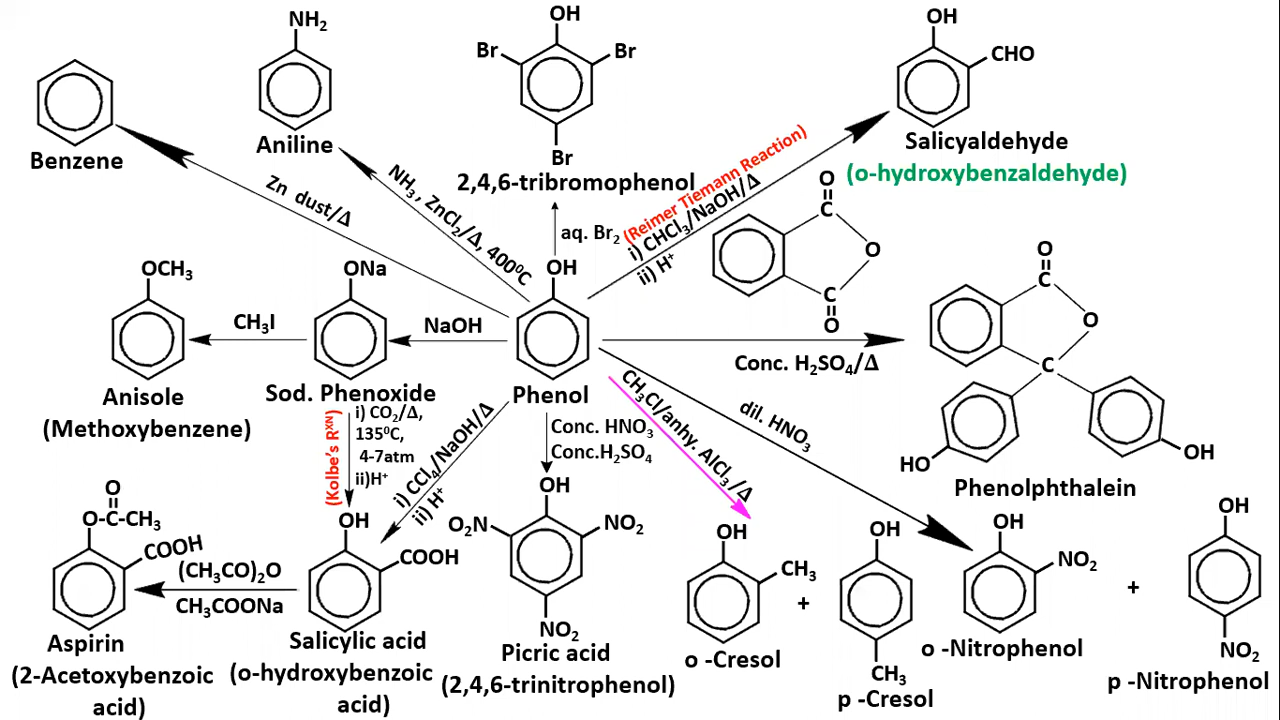 NH₂
Aniline
Benzene
OH
Br
Br
Br
2,4,6-tribromophenol
OH
CHO
Salicyaldehyde
(o-hydroxybenzaldehyde)
Zn dust/Δ
NH₃, ZnCl₂/Δ, 400⁰C
aq. Br₂
(Reimer Tiemann Reaction)
i) CHCl₃/NaOH/Δ
ii) H⁺
O
C
O
C
O
OCH₃
Anisole
(Methoxybenzene)
CH₃I
ONa
Sod. Phenoxide
NaOH
OH
Phenol
Conc. H₂SO₄/Δ
O
C
O
C
HO
OH
Phenolphthalein
(Kolbe's Rˣᴺ)
i) CO₂/Δ,
135⁰C,
4-7atm
ii)H⁺
i) CCl₄/NaOH/Δ
ii) H⁺
Conc. HNO₃
Conc.H₂SO₄
CH₃Cl/anhy. AlCl₃/Δ
dil. HNO₃
O
O-C-CH₃
COOH
Aspirin
(2-Acetoxybenzoic
acid)
(CH₃CO)₂O
CH₃COONa
OH
COOH
Salicylic acid
(o-hydroxybenzoic
acid)
OH
O₂N
NO₂
NO₂
Picric acid
(2,4,6-trinitrophenol)
OH
CH₃
o -Cresol
+
OH
CH₃
p -Cresol
OH
NO₂
o -Nitrophenol
+
OH
NO₂
p -Nitrophenol